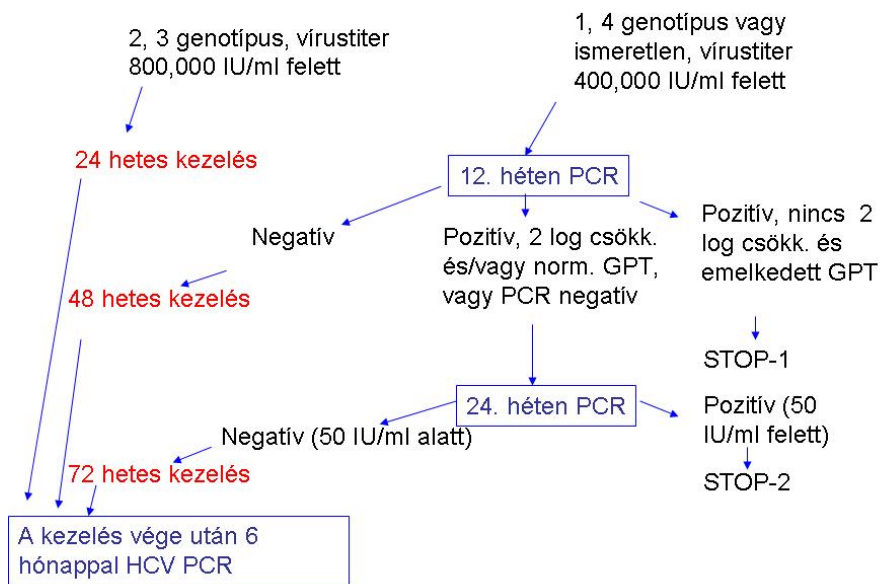 2, 3 genotípus, vírustiter
800,000 IU/ml felett
1, 4 genotípus vagy
ismeretlen, vírustiter
400,000 IU/ml felett
24 hetes kezelés
12. héten PCR
Negatív
Pozitív, 2 log csökk.
és/vagy norm. GPT,
vagy PCR negatív
Pozitív, nincs 2
log csökk. és
emelkedett GPT
48 hetes kezelés
STOP-1
24. héten PCR
Pozitív (50
IU/ml felett)
Negatív (50 IU/ml alatt)
72 hetes kezelés
STOP-2
A kezelés vége után 6
hónappal HCV PCR